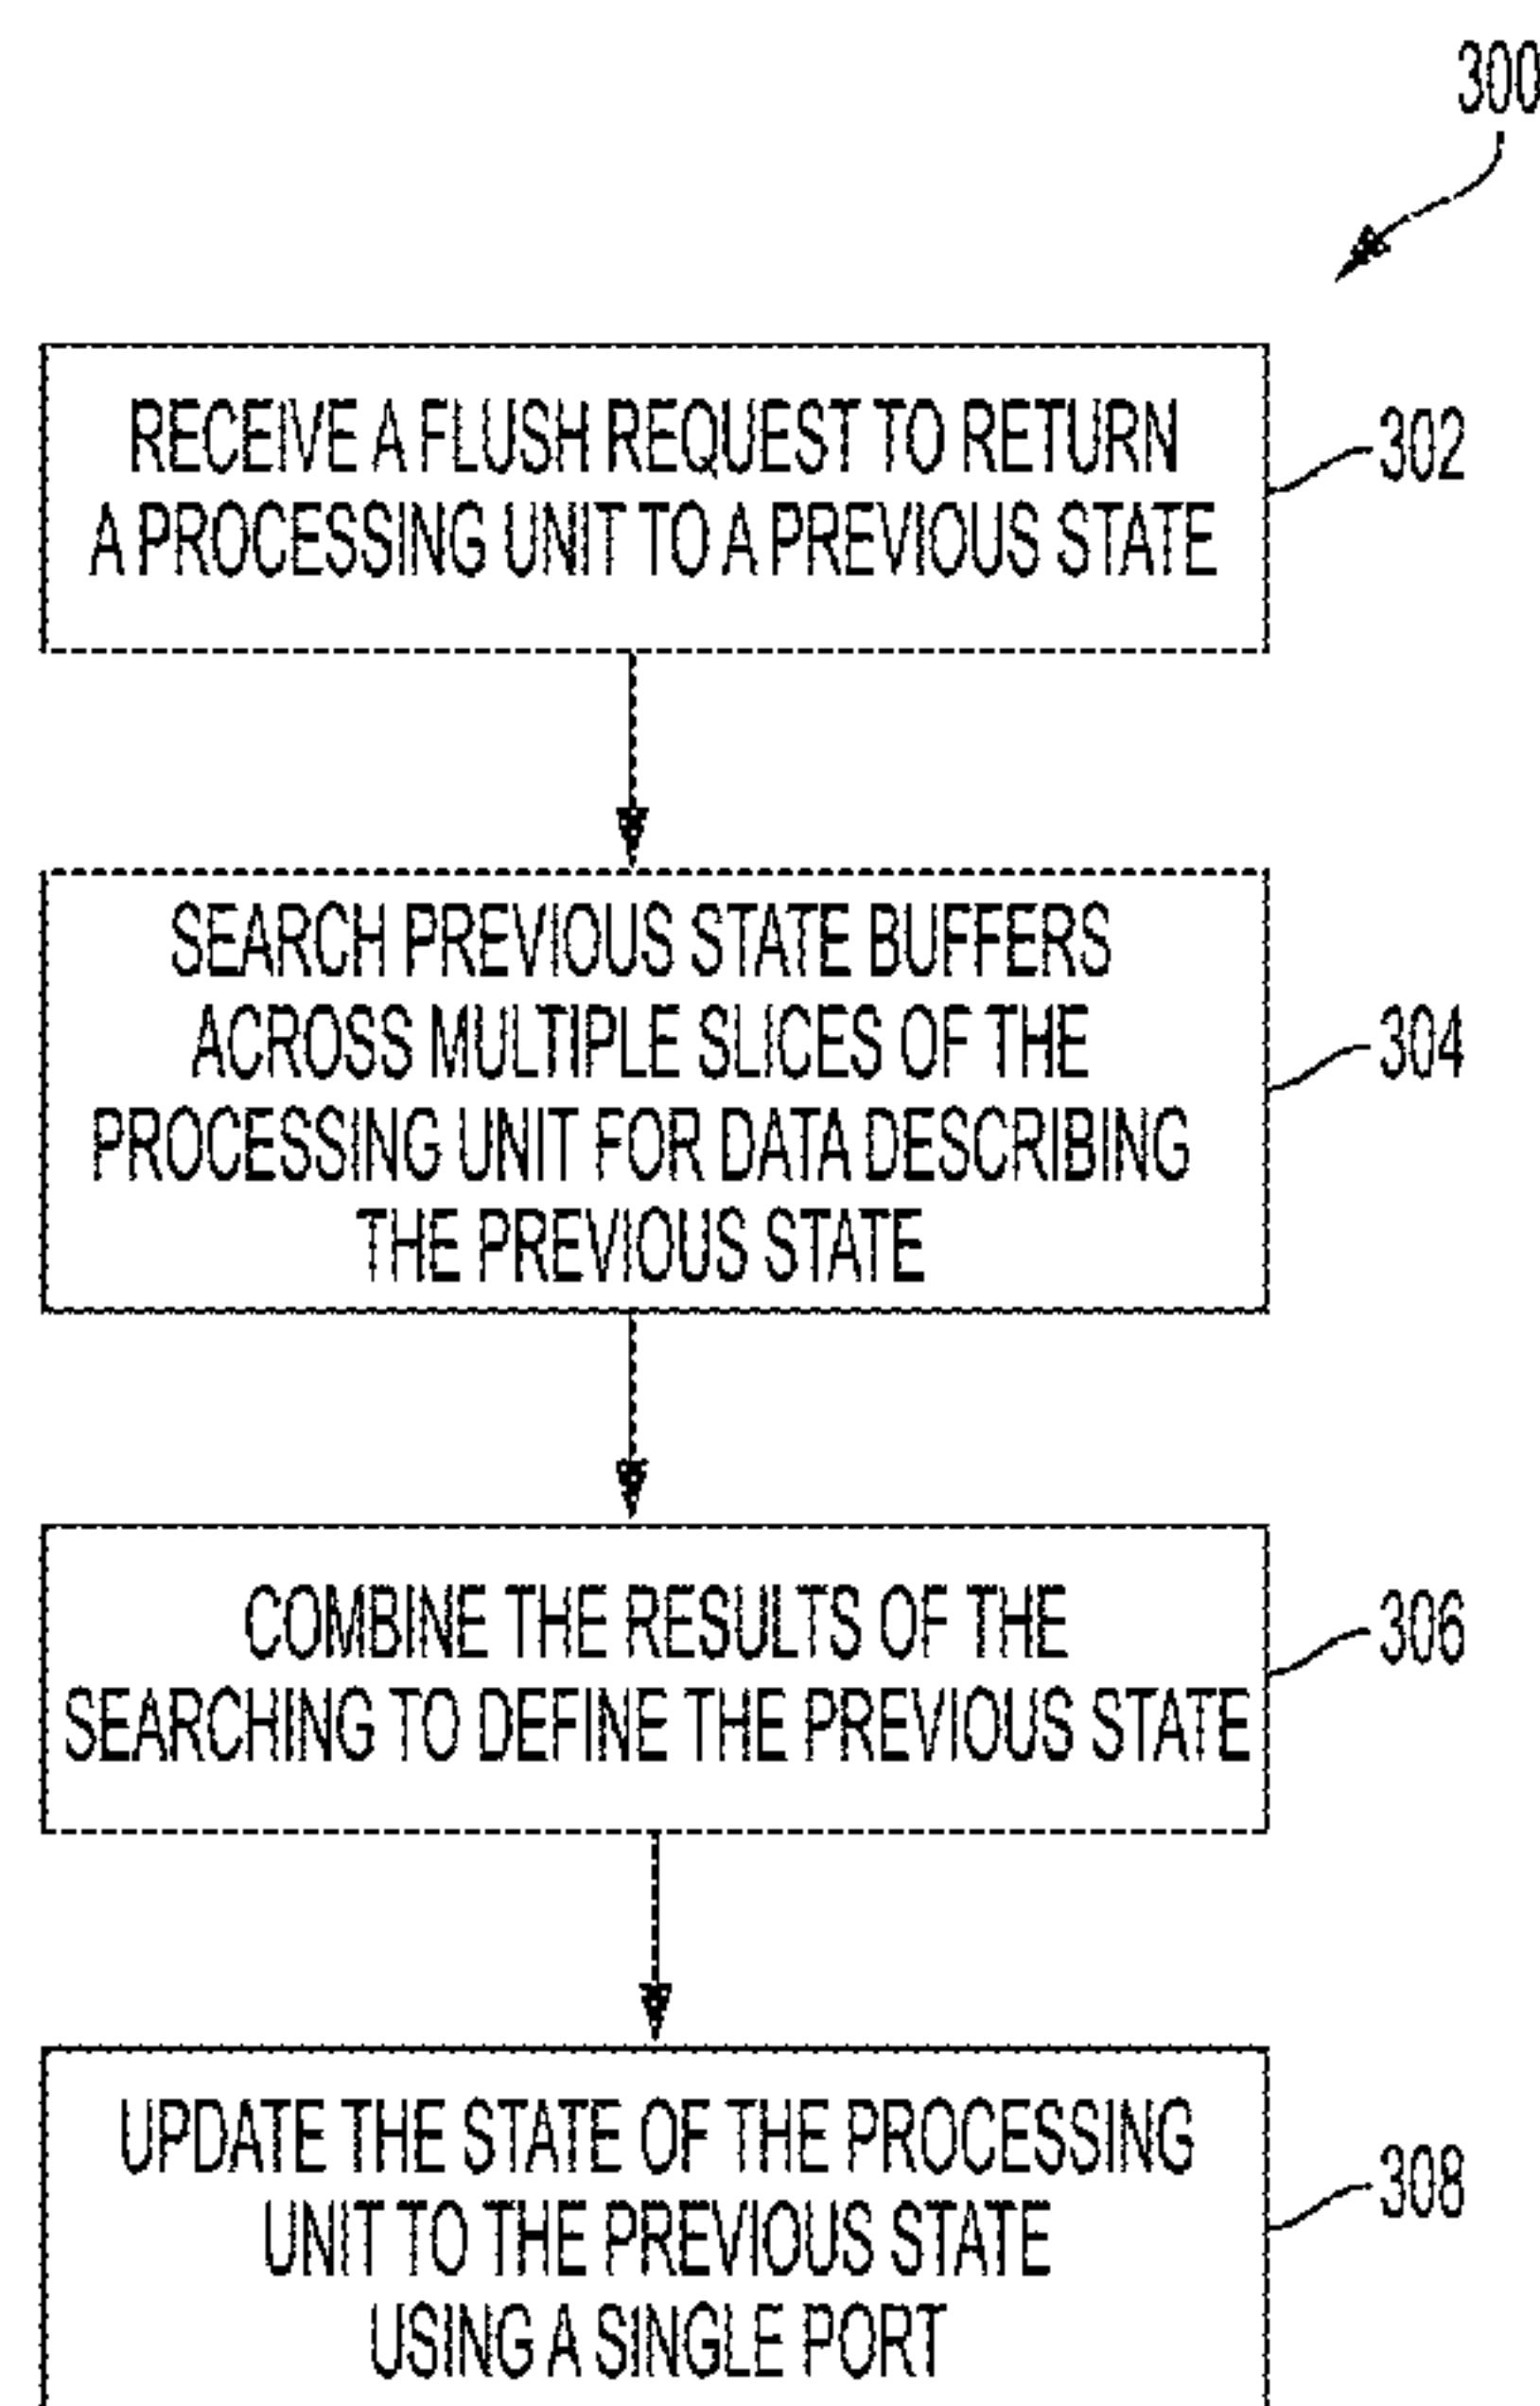 300
RECEIVE A FLUSH REQUEST TO RETURN
A PROCESSING UNIT TO A PREVIOUS STATE
302
SEARCH PREVIOUS STATE BUFFERS
ACROSS MULTIPLE SLICES OF THE
PROCESSING UNIT FOR DATA DESCRIBING
THE PREVIOUS STATE
304
COMBINE THE RESULTS OF THE
SEARCHING TO DEFINE THE PREVIOUS STATE
306
UPDATE THE STATE OF THE PROCESSING
UNIT TO THE PREVIOUS STATE
USING A SINGLE PORT
308